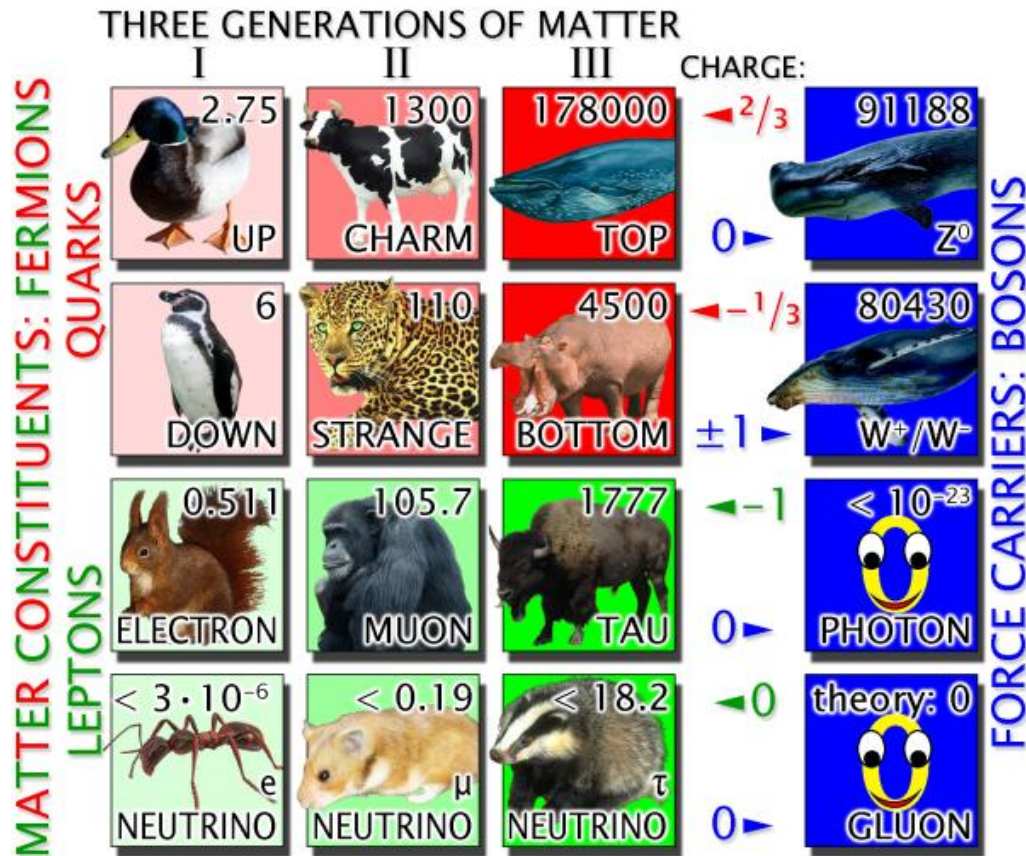 THREE GENERATIONS OF MATTER
I II III CHARGE:
MATTER CONSTITUENTS: FERMIONS
QUARKS
LEPTONS
2.75
UP
1300
CHARM
178000
TOP
◄ 2/3
0 ►
91188
Z⁰
6
DOWN
110
STRANGE
4500
BOTTOM
◄ -1/3
±1 ►
80430
W⁺/W⁻
0.511
ELECTRON
105.7
MUON
1777
TAU
◄ -1
0 ►
< 10⁻²³
PHOTON
< 3·10⁻⁶
e
NEUTRINO
< 0.19
μ
NEUTRINO
< 18.2
τ
NEUTRINO
◄ 0
0 ►
theory: 0
GLUON
FORCE CARRIERS: BOSONS